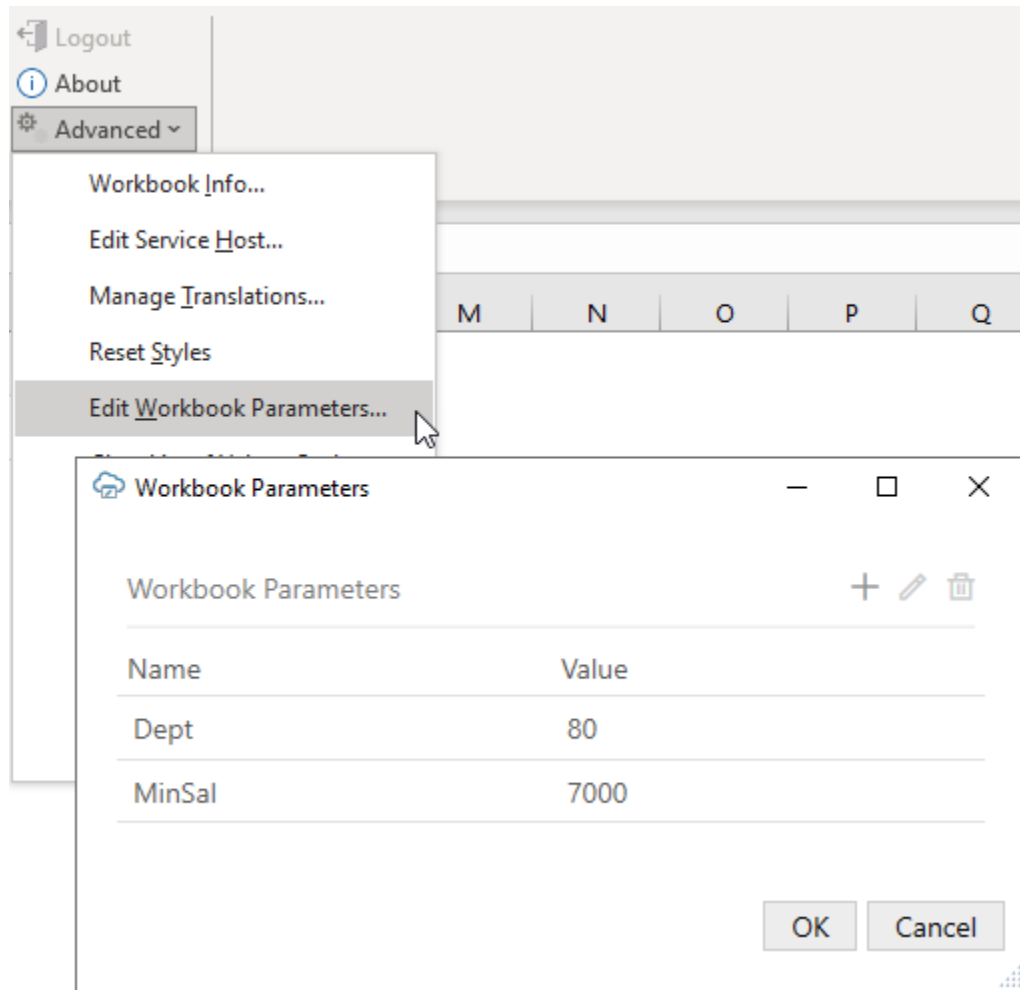 Logout
About
Advanced
Workbook Info...
Edit Service Host...
Manage Translations...
Reset Styles
Edit Workbook Parameters...
M N O P Q
Workbook Parameters
Workbook Parameters
Name Value
Dept 80
MinSal 7000
OK Cancel